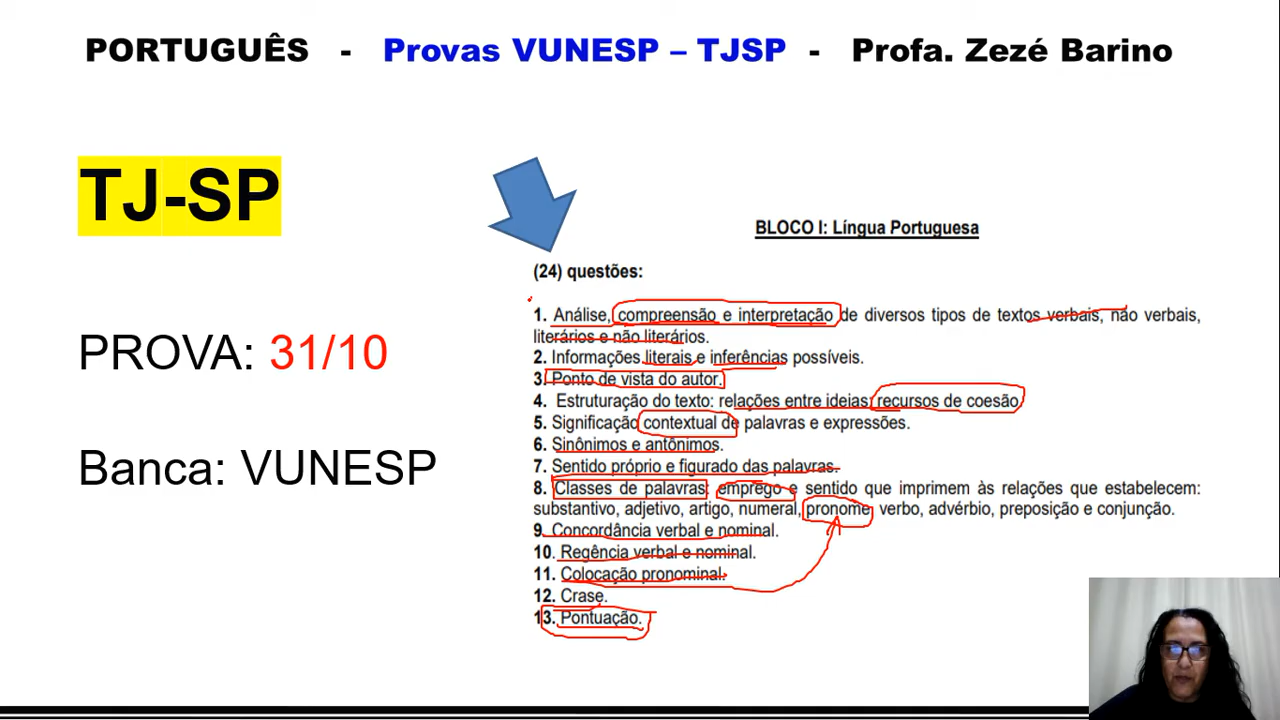 PORTUGUÊS - Provas VUNESP – TJSP - Profa. Zezé Barino
TJ-SP
PROVA: 31/10
Banca: VUNESP
BLOCO I: Língua Portuguesa
(24) questões:
1. Análise, compreensão e interpretação de diversos tipos de textos verbais, não verbais,
literários e não literários.
2. Informações literais e inferências possíveis.
3. Ponto de vista do autor.
4. Estruturação do texto: relações entre ideias; recursos de coesão.
5. Significação contextual de palavras e expressões.
6. Sinônimos e antônimos.
7. Sentido próprio e figurado das palavras.
8. Classes de palavras: emprego e sentido que imprimem às relações que estabelecem:
substantivo, adjetivo, artigo, numeral, pronome, verbo, advérbio, preposição e conjunção.
9. Concordância verbal e nominal.
10. Regência verbal e nominal.
11. Colocação pronominal.
12. Crase.
13. Pontuação.